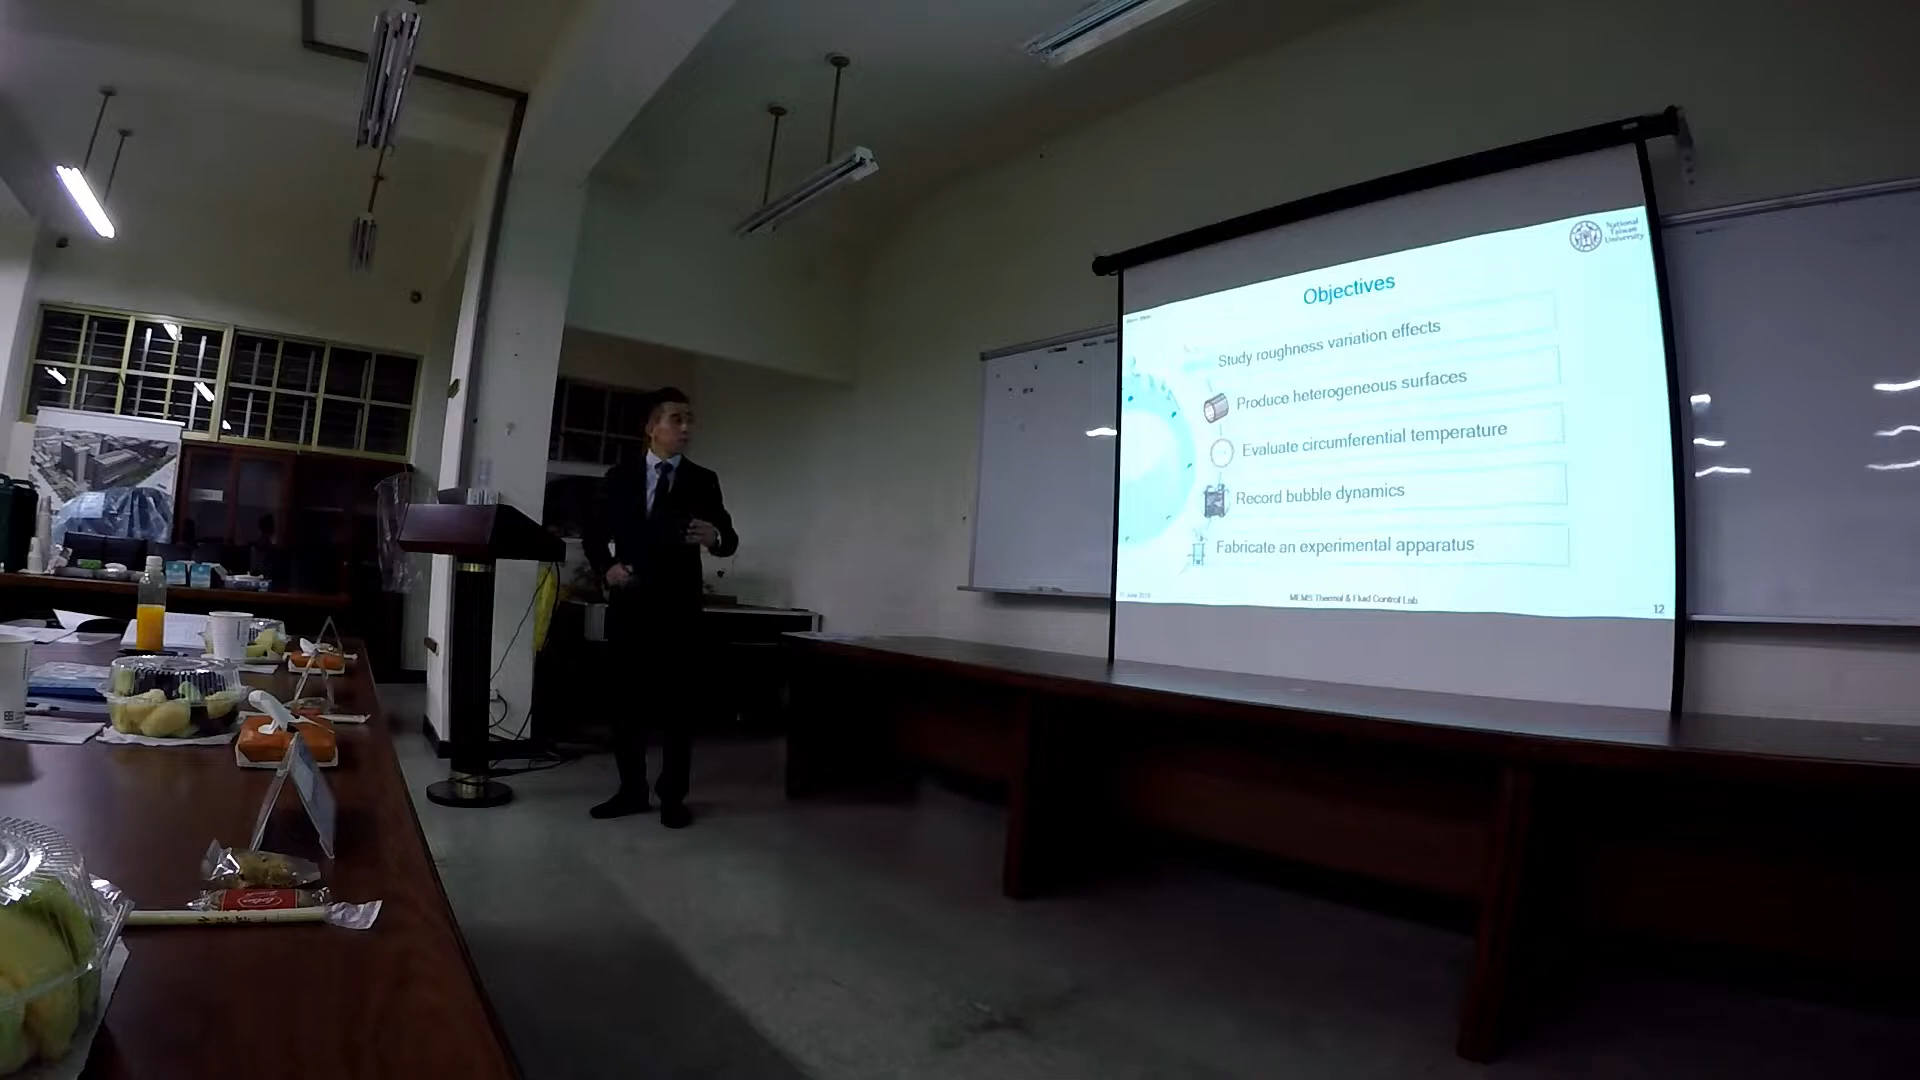 National
Taiwan
University
Objectives
Study roughness variation effects
Produce heterogeneous surfaces
Evaluate circumferential temperature
Record bubble dynamics
Fabricate an experimental apparatus
MEMS Thermal & Fluid Control Lab
12